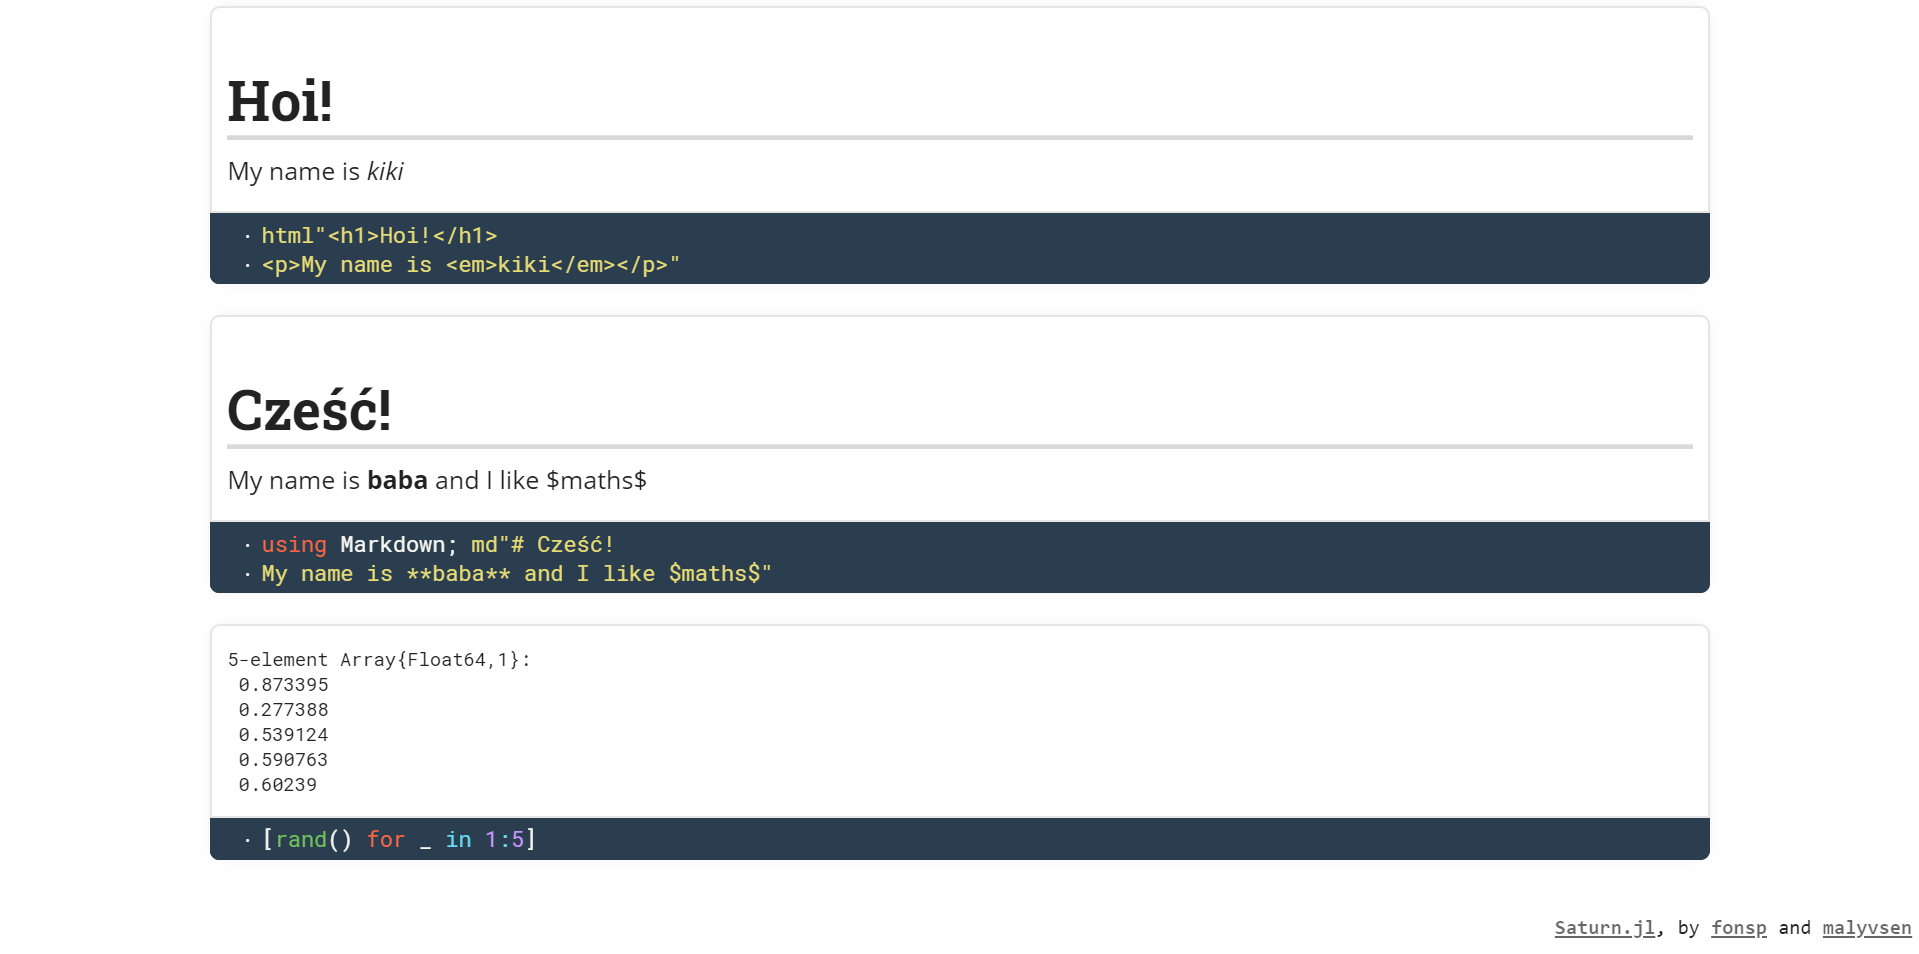 Hoi!
My name is kiki
· html"<h1>Hoi!</h1>
· <p>My name is <em>kiki</em></p>"
Cześć!
My name is baba and I like $maths$
· using Markdown; md"# Cześć!
· My name is **baba** and I like $maths$"
5-element Array{Float64,1}:
0.873395
0.277388
0.539124
0.590763
0.60239
· [rand() for _ in 1:5]
Saturn.jl, by fonsp and malyvsen